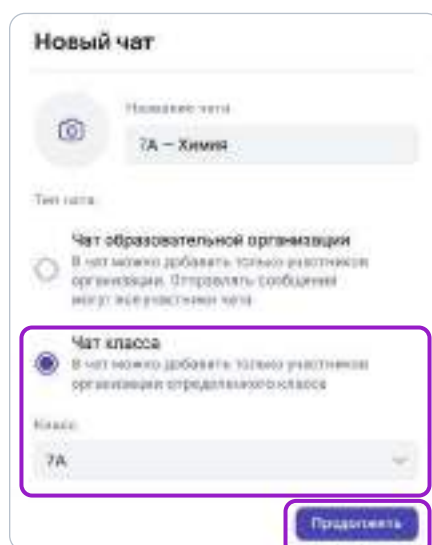 Новый чат
Название чата
7А – Химия
Тип чата
Чат образовательной организации
В чат можно добавить только участников
организации. Отправлять сообщения
могут все участники чата
Чат класса
В чат можно добавить только участников
организации определенного класса
Класс
7А
Продолжить